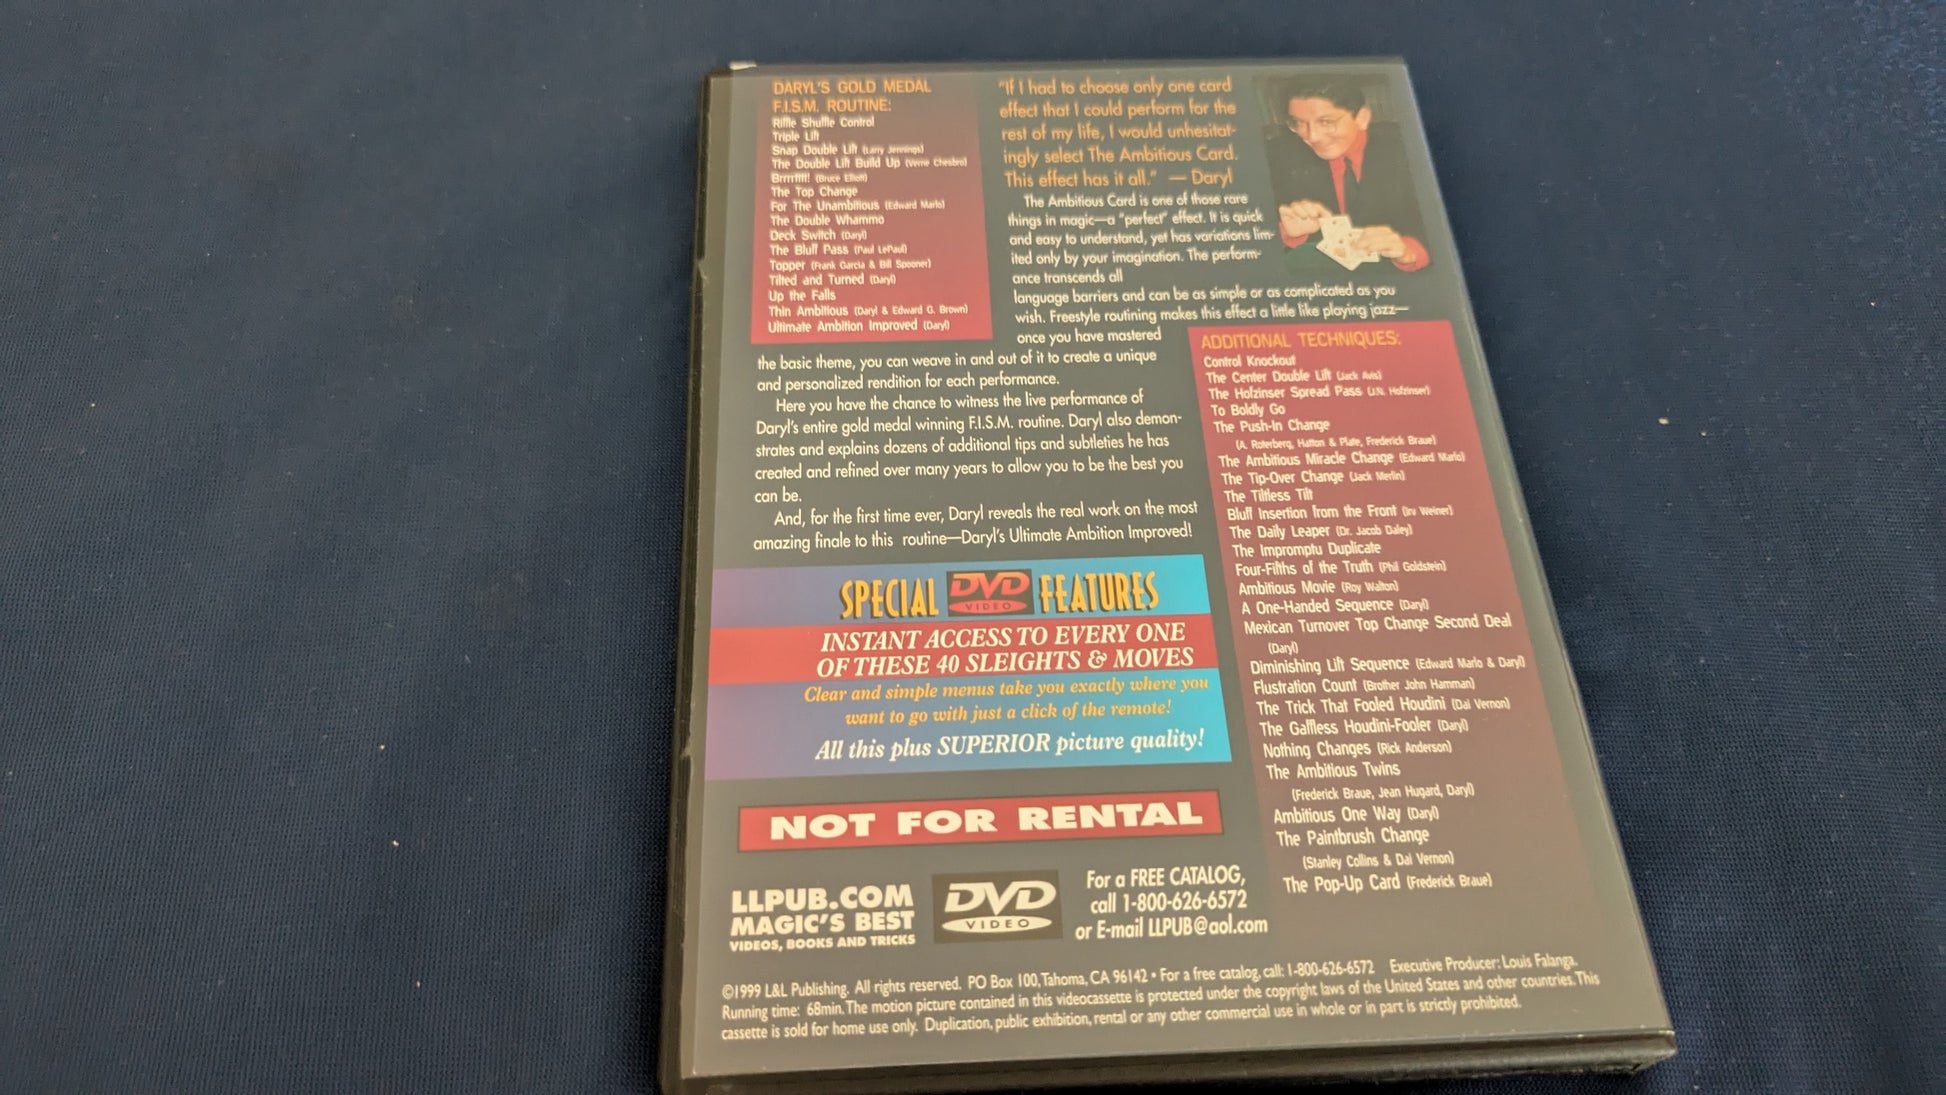 DARYL'S GOLD MEDAL
F.I.S.M. ROUTINE:
Riffle Shuffle Control
Triple Lift
Snap Double Lift (Larry Jennings)
The Double Lift Build Up (Verne Chesbro)
Brrrfff! (Bruce Elliott)
The Top Change
For The Unambitious (Edward Marlo)
The Double Whammo
Deck Switch (Daryl)
The Bluff Pass (Paul LePaul)
Topper (Frank Garcia & Bill Spooner)
Tilted and Turned (Daryl)
Up the Falls
Thin Ambitious (Daryl & Edward G. Brown)
Ultimate Ambition Improved (Daryl)
"If I had to choose only one card
effect that I could perform for the
rest of my life, I would unhesitat-
ingly select The Ambitious Card.
This effect has it all." — Daryl
The Ambitious Card is one of those rare
things in magic—a "perfect" effect. It is quick
and easy to understand, yet has variations lim-
ited only by your imagination. The perform-
ance transcends all
language barriers and can be as simple or as complicated as you
wish. Freestyle routining makes this effect a little like playing jazz—
once you have mastered
the basic theme, you can weave in and out of it to create a unique
and personalized rendition for each performance.
Here you have the chance to witness the live performance of
Daryl's entire gold medal winning F.I.S.M. routine. Daryl also demon-
strates and explains dozens of additional tips and subtleties he has
created and refined over many years to allow you to be the best you
can be.
And, for the first time ever, Daryl reveals the real work on the most
amazing finale to this routine—Daryl's Ultimate Ambition Improved!
ADDITIONAL TECHNIQUES:
Control Knockout
The Center Double Lift (Jack Avis)
The Hofzinser Spread Pass (J.N. Hofzinser)
To Boldly Go
The Push-In Change
(A. Roterberg, Hatton & Plate, Frederick Braue)
The Ambitious Miracle Change (Edward Marlo)
The Tip-Over Change (Jack Merlin)
The Tiltless Tilt
Bluff Insertion from the Front (Irv Weiner)
The Daily Leaper (Dr. Jacob Daley)
The Impromptu Duplicate
Four-Fifths of the Truth (Phil Goldstein)
Ambitious Movie (Roy Walton)
A One-Handed Sequence (Daryl)
Mexican Turnover Top Change Second Deal
(Daryl)
Diminishing Lift Sequence (Edward Marlo & Daryl)
Flustration Count (Brother John Hamman)
The Trick That Fooled Houdini (Dai Vernon)
The Gaffless Houdini-Fooler (Daryl)
Nothing Changes (Rick Anderson)
The Ambitious Twins
(Frederick Braue, Jean Hugard, Daryl)
Ambitious One Way (Daryl)
The Paintbrush Change
(Stanley Collins & Dai Vernon)
The Pop-Up Card (Frederick Braue)
SPECIAL DVD VIDEO FEATURES
INSTANT ACCESS TO EVERY ONE
OF THESE 40 SLEIGHTS & MOVES
Clear and simple menus take you exactly where you
want to go with just a click of the remote!
All this plus SUPERIOR picture quality!
NOT FOR RENTAL
LLPUB.COM
MAGIC'S BEST
VIDEOS, BOOKS AND TRICKS
DVD
VIDEO
For a FREE CATALOG,
call 1-800-626-6572
or E-mail LLPUB@aol.com
©1999 L&L Publishing. All rights reserved. PO Box 100, Tahoma, CA 96142 • For a free catalog, call: 1-800-626-6572 Executive Producer: Louis Falanga.
Running time: 68min. The motion picture contained in this videocassette is protected under the copyright laws of the United States and other countries. This
cassette is sold for home use only. Duplication, public exhibition, rental or any other commercial use in whole or in part is strictly prohibited.